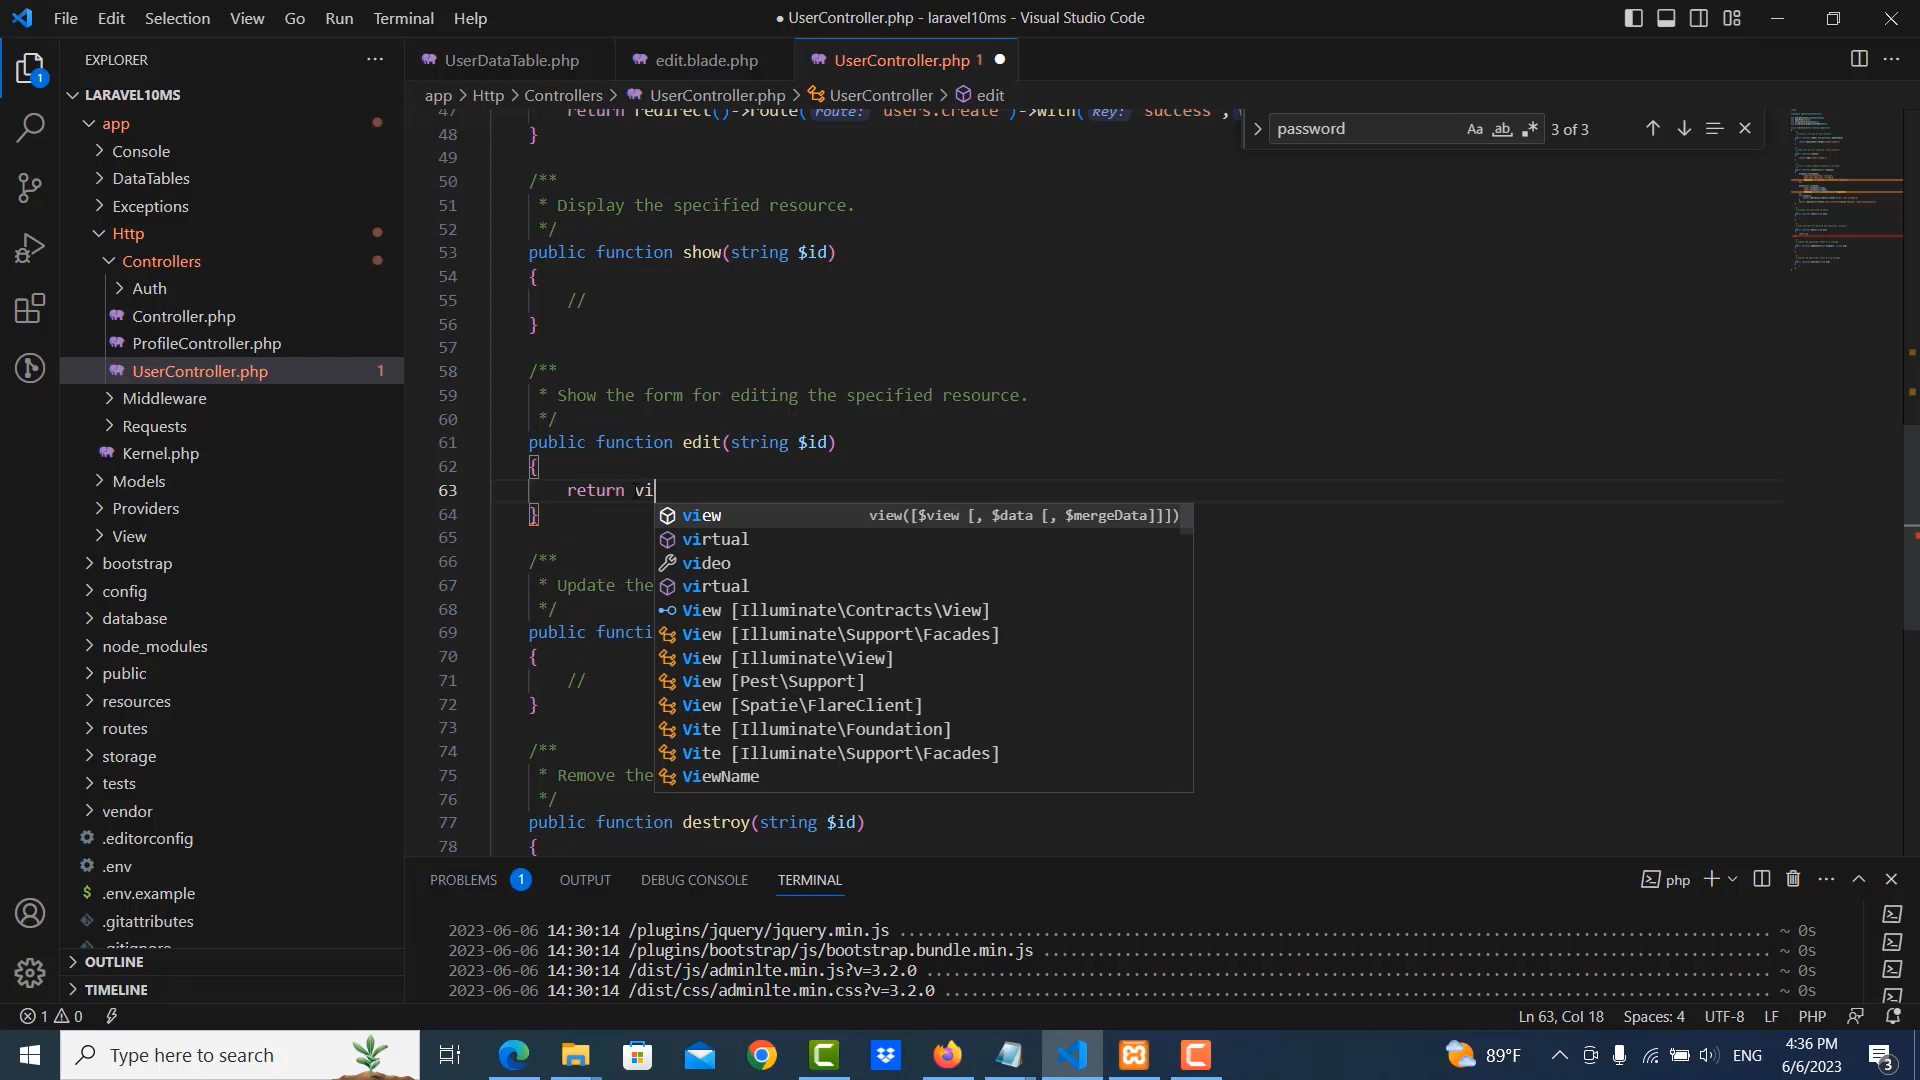 File Edit Selection View Go Run Terminal Help
● UserController.php - laravel10ms - Visual Studio Code
EXPLORER
LARAVEL10MS
app
Console
DataTables
Exceptions
Http
Controllers
Auth
Controller.php
ProfileController.php
UserController.php 1
Middleware
Requests
Kernel.php
Models
Providers
View
bootstrap
config
database
node_modules
public
resources
routes
storage
tests
vendor
.editorconfig
.env
.env.example
.gitattributes
.gitignore
OUTLINE
TIMELINE
UserDataTable.php
edit.blade.php
UserController.php 1
app > Http > Controllers > UserController.php > UserController > edit
password
Aa ab
3 of 3
47 return redirect()->route(route: 'users.create')->with(key: 'success',
48 }
49
50 /**
51 * Display the specified resource.
52 */
53 public function show(string $id)
54 {
55 //
56 }
57
58 /**
59 * Show the form for editing the specified resource.
60 */
61 public function edit(string $id)
62 {
63 return vi
64 }
65
66 /**
67 * Update the
68 */
69 public functi
70 {
71 //
72 }
73
74 /**
75 * Remove the
76 */
77 public function destroy(string $id)
78 {
view view([$view [, $data [, $mergeData]]])
virtual
video
virtual
View [Illuminate\Contracts\View]
View [Illuminate\Support\Facades]
View [Illuminate\View]
View [Pest\Support]
View [Spatie\FlareClient]
Vite [Illuminate\Foundation]
Vite [Illuminate\Support\Facades]
ViewName
PROBLEMS 1 OUTPUT DEBUG CONSOLE TERMINAL
php
2023-06-06 14:30:14 /plugins/jquery/jquery.min.js ~ 0s
2023-06-06 14:30:14 /plugins/bootstrap/js/bootstrap.bundle.min.js ~ 0s
2023-06-06 14:30:14 /dist/js/adminlte.min.js?v=3.2.0 ~ 0s
2023-06-06 14:30:14 /dist/css/adminlte.min.css?v=3.2.0 ~ 0s
1 0
Ln 63, Col 18 Spaces: 4 UTF-8 LF PHP
Type here to search
89°F
ENG
4:36 PM
6/6/2023
3